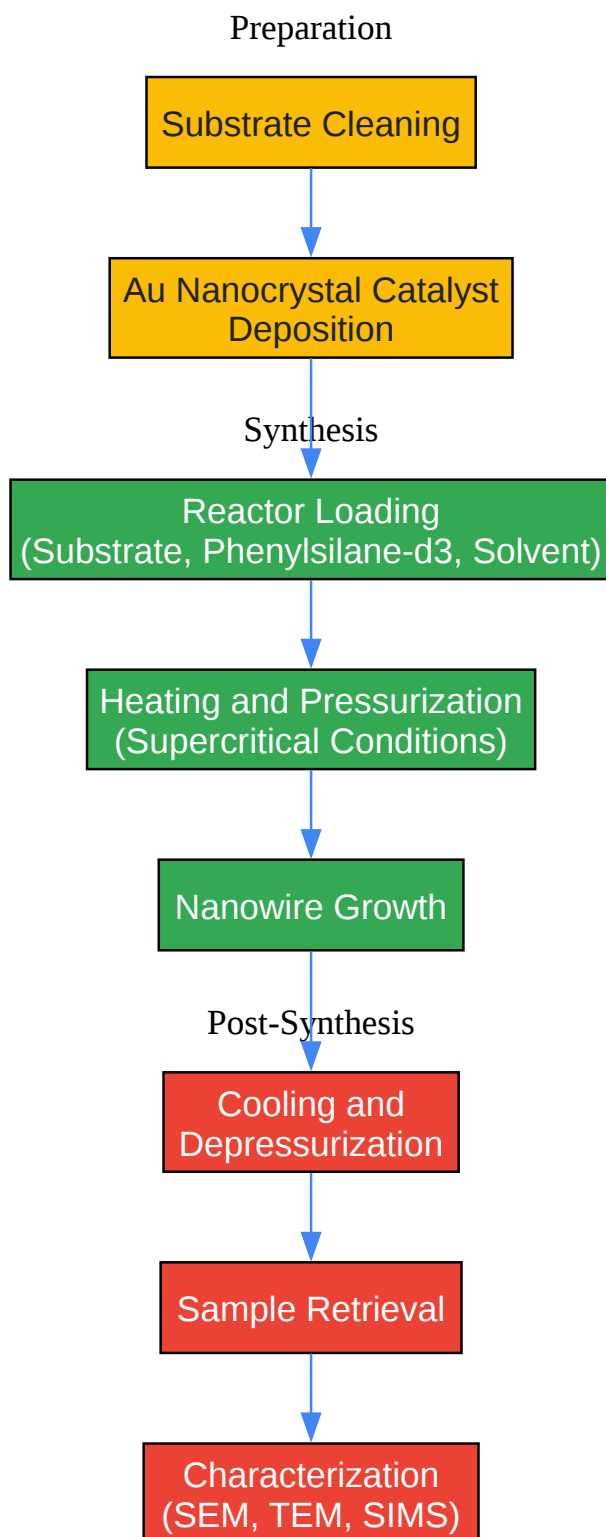 Preparation
Substrate Cleaning
Au Nanocrystal Catalyst
Deposition
Synthesis
Reactor Loading
(Substrate, Phenylsilane-d3, Solvent)
Heating and Pressurization
(Supercritical Conditions)
Nanowire Growth
Post-Synthesis
Cooling and
Depressurization
Sample Retrieval
Characterization
(SEM, TEM, SIMS)